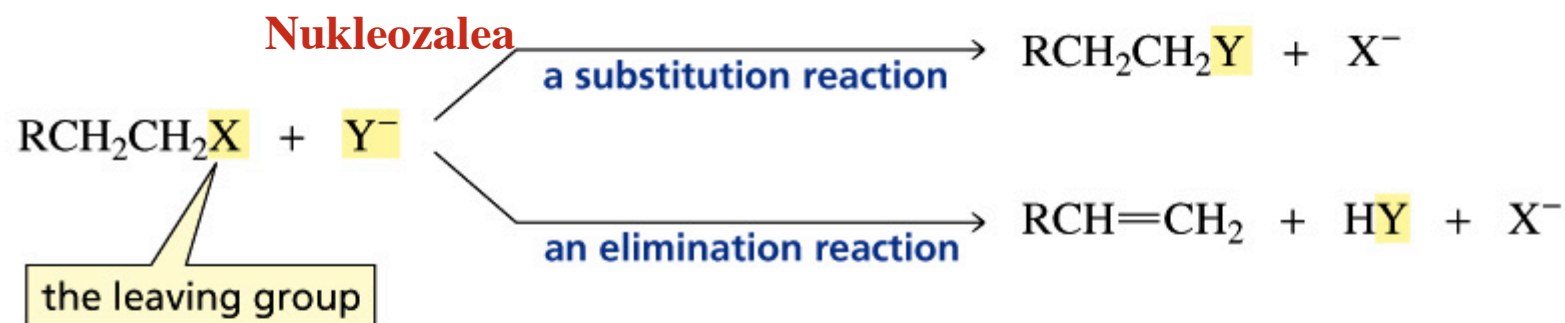 Nukleozalea
a substitution reaction
RCH₂CH₂Y + X⁻
RCH₂CH₂X + Y⁻
the leaving group
an elimination reaction
RCH=CH₂ + HY + X⁻